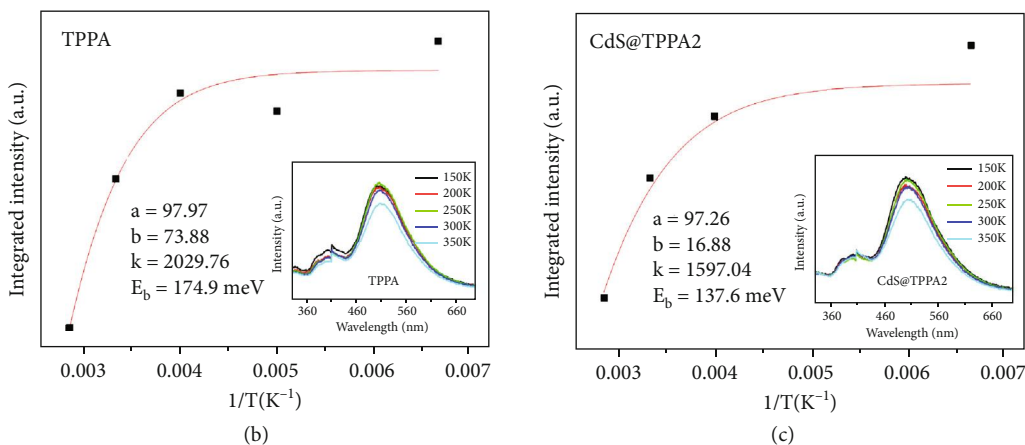 TPPA
Integrated intensity (a.u.)
a = 97.97
b = 73.88
k = 2029.76
E_b = 174.9 meV
Intensity (a.u.)
150K
200K
250K
300K
350K
TPPA
360 460 560 660
Wavelength (nm)
0.003 0.004 0.005 0.006 0.007
1/T(K⁻¹)
(b)
CdS@TPPA2
Integrated intensity (a.u.)
a = 97.26
b = 16.88
k = 1597.04
E_b = 137.6 meV
Intensity (a.u.)
150K
200K
250K
300K
350K
CdS@TPPA2
360 460 560 660
Wavelength (nm)
0.003 0.004 0.005 0.006 0.007
1/T(K⁻¹)
(c)